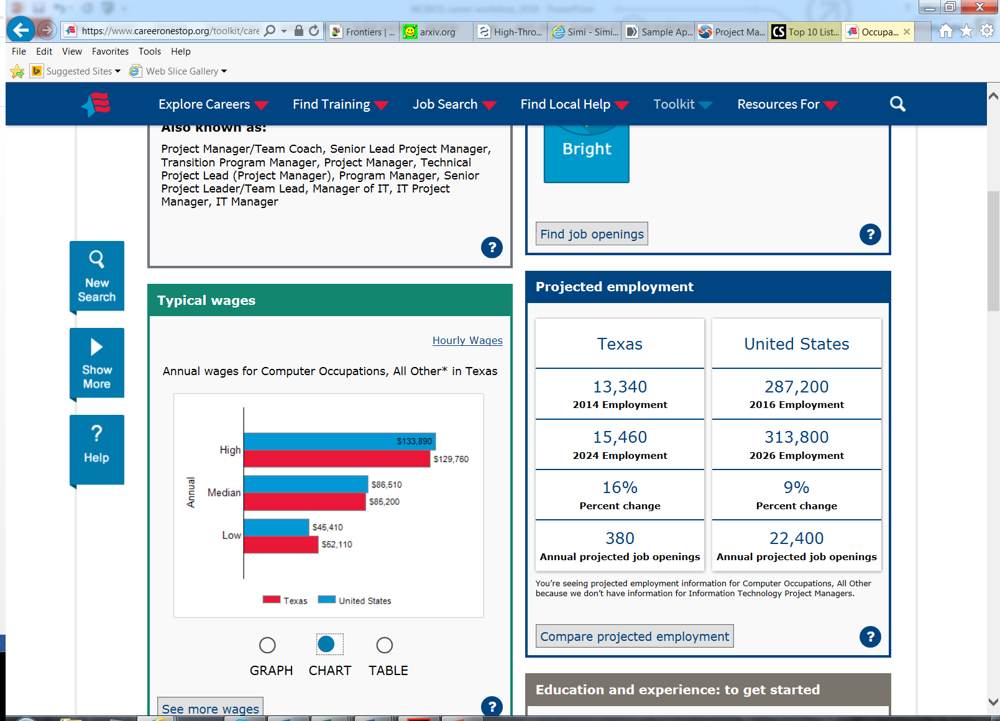 https://www.careeronestop.org/toolkit/care
Frontiers | ...
arxiv.org
High-Thro...
Simi - Simi...
Sample Ap...
Project Ma...
CS Top 10 List...
Occupa...
File Edit View Favorites Tools Help
Suggested Sites
Web Slice Gallery
Explore Careers
Find Training
Job Search
Find Local Help
Toolkit
Resources For
Also known as:
Project Manager/Team Coach, Senior Lead Project Manager,
Transition Program Manager, Project Manager, Technical
Project Lead (Project Manager), Program Manager, Senior
Project Leader/Team Lead, Manager of IT, IT Project
Manager, IT Manager
?
Bright
Find job openings
?
New
Search
Show
More
?
Help
Typical wages
Hourly Wages
Annual wages for Computer Occupations, All Other* in Texas
Annual
High
$133,890
$129,760
Median
$86,510
$85,200
Low
$45,410
$52,110
Texas
United States
GRAPH
CHART
TABLE
See more wages
?
Projected employment
Texas
13,340
2014 Employment
15,460
2024 Employment
16%
Percent change
380
Annual projected job openings
United States
287,200
2016 Employment
313,800
2026 Employment
9%
Percent change
22,400
Annual projected job openings
You're seeing projected employment information for Computer Occupations, All Other
because we don't have information for Information Technology Project Managers.
Compare projected employment
?
Education and experience: to get started